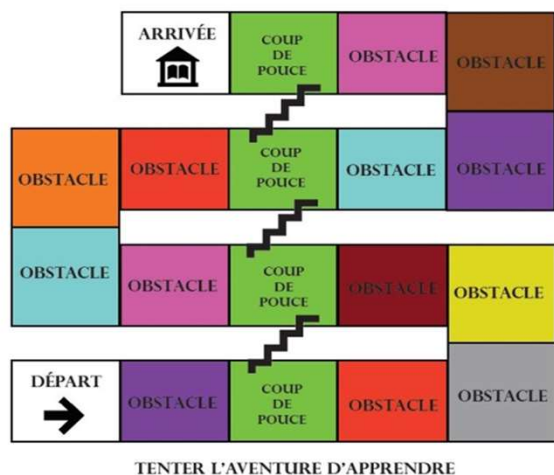 ARRIVÉE
COUP
DE
POUCE
OBSTACLE
OBSTACLE
OBSTACLE
OBSTACLE
COUP
DE
POUCE
OBSTACLE
OBSTACLE
OBSTACLE
OBSTACLE
COUP
DE
POUCE
OBSTACLE
OBSTACLE
DÉPART
OBSTACLE
COUP
DE
POUCE
OBSTACLE
OBSTACLE
TENTER L'AVENTURE D'APPRENDRE